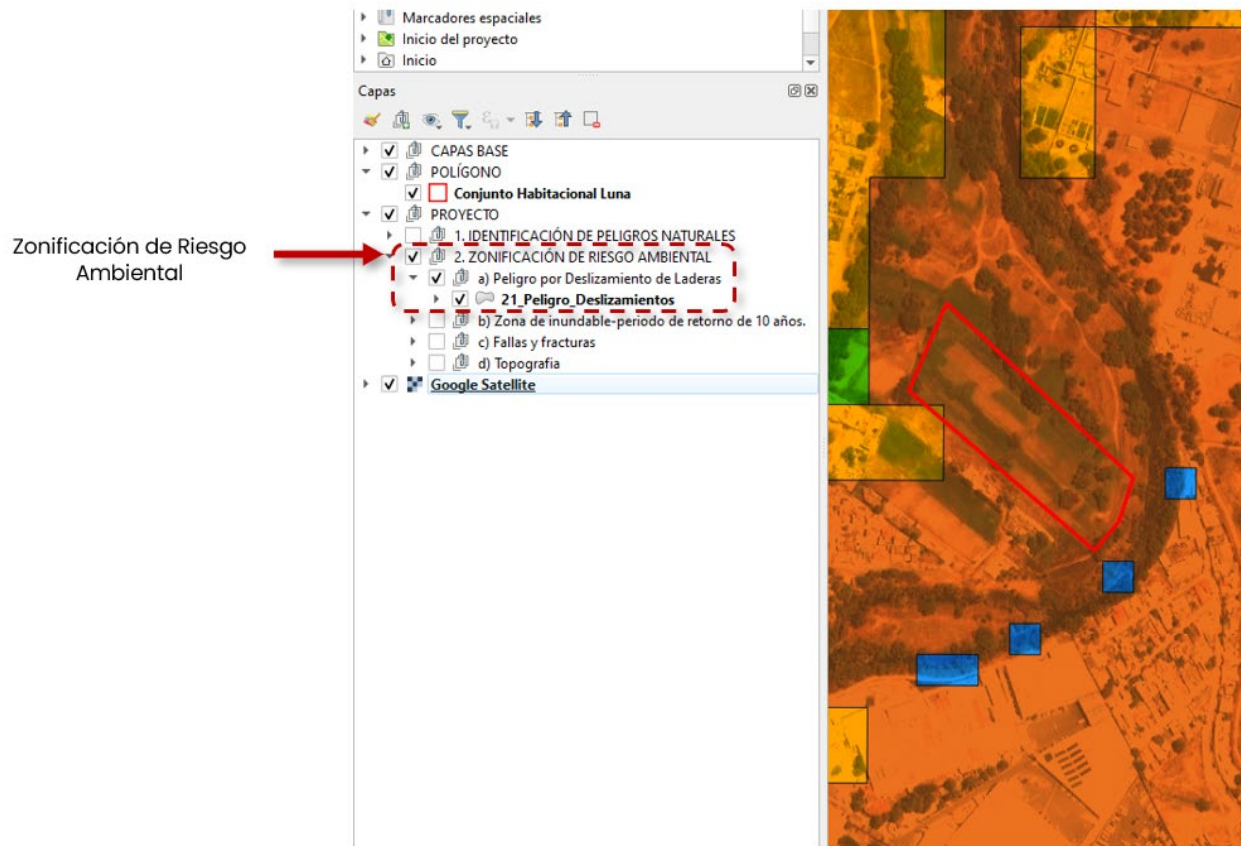 Marcadores espaciales
Inicio del proyecto
Inicio
Capas
CAPAS BASE
POLÍGONO
Conjunto Habitacional Luna
PROYECTO
1. IDENTIFICACIÓN DE PELIGROS NATURALES
Zonificación de Riesgo
Ambiental
2. ZONIFICACIÓN DE RIESGO AMBIENTAL
a) Peligro por Deslizamiento de Laderas
21_Peligro_Deslizamientos
b) Zona de inundable-periodo de retorno de 10 años.
c) Fallas y fracturas
d) Topografia
Google Satellite